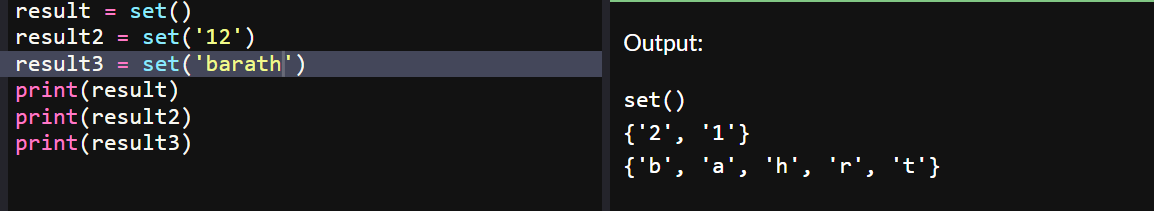 result = set()
result2 = set('12')
result3 = set('barath')
print(result)
print(result2)
print(result3)
Output:
set()
{'2', '1'}
{'b', 'a', 'h', 'r', 't'}